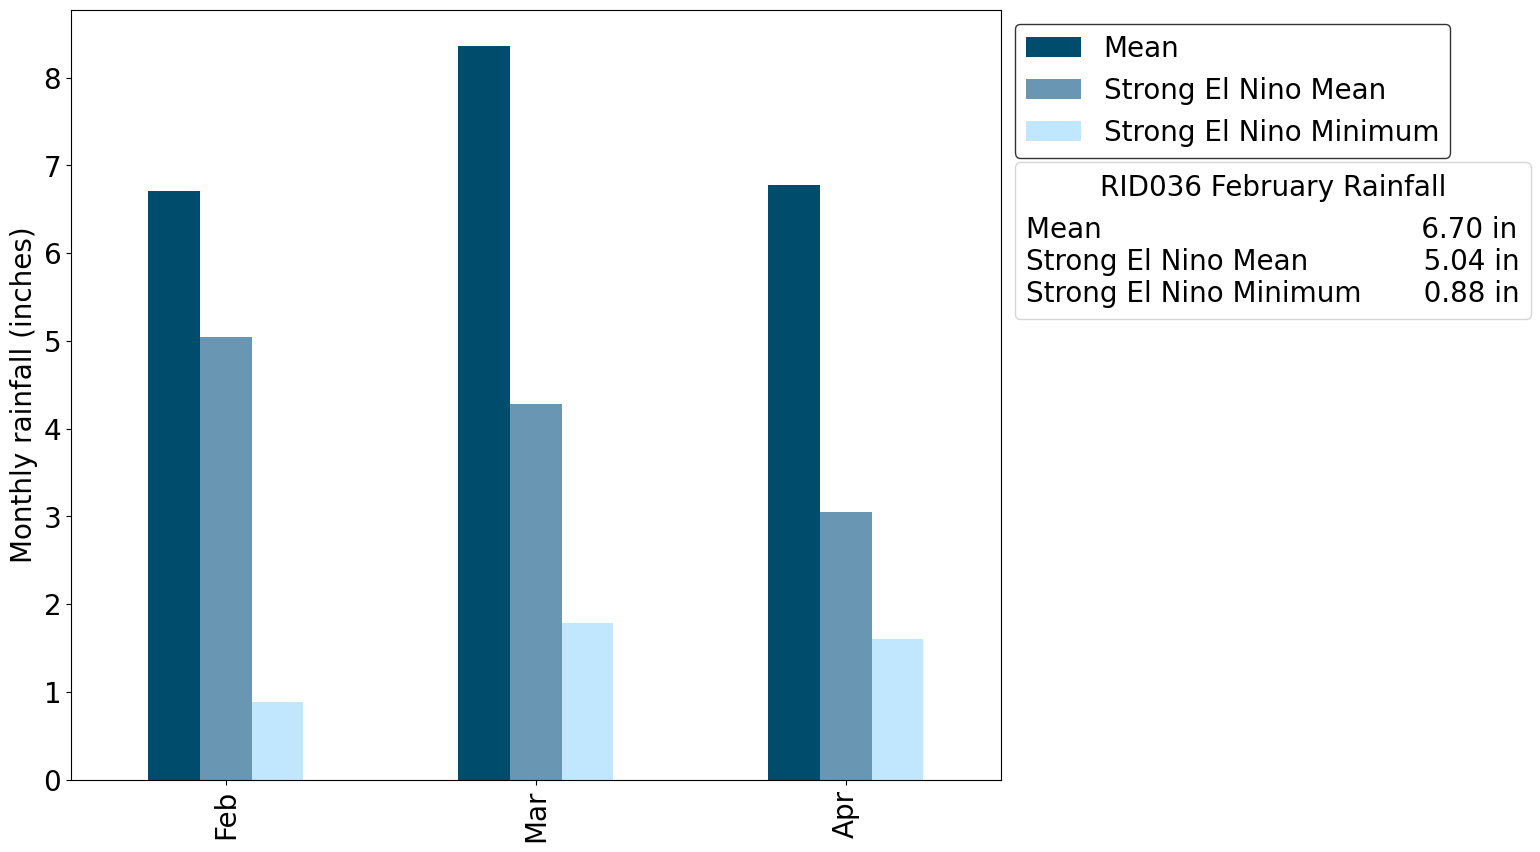 Monthly rainfall (inches)
8
7
6
5
4
3
2
1
0
Feb
Mar
Apr
Mean
Strong El Nino Mean
Strong El Nino Minimum
RID036 February Rainfall
Mean 6.70 in
Strong El Nino Mean 5.04 in
Strong El Nino Minimum 0.88 in